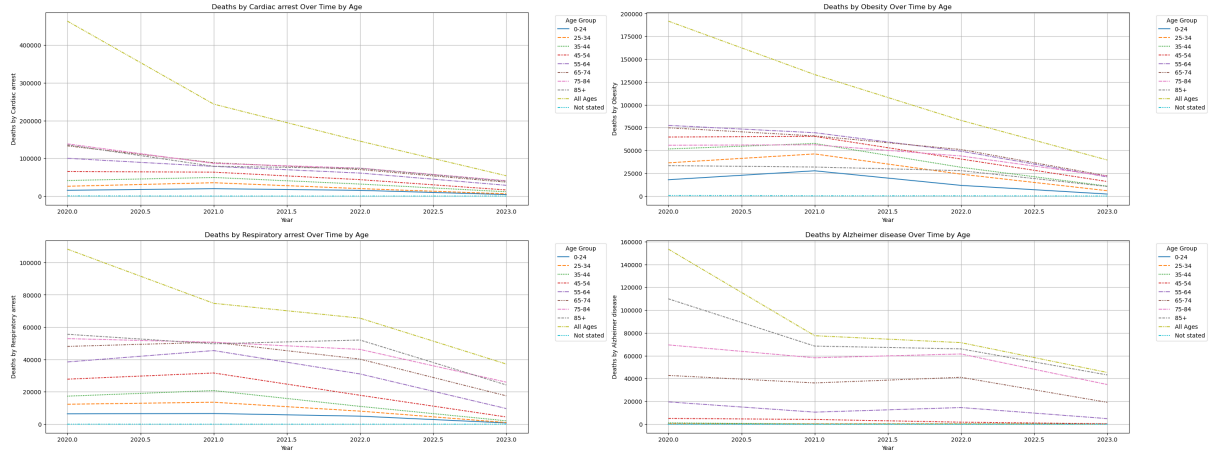 Deaths by Cardiac arrest Over Time by Age
Deaths by Cardiac arrest
400000
300000
200000
100000
0
2020.0 2020.5 2021.0 2021.5 2022.0 2022.5 2023.0
Year
Age Group
0-24
25-34
35-44
45-54
55-64
65-74
75-84
85+
All Ages
Not stated
Deaths by Obesity Over Time by Age
Deaths by Obesity
200000
175000
150000
125000
100000
75000
50000
25000
0
2020.0 2020.5 2021.0 2021.5 2022.0 2022.5 2023.0
Year
Age Group
0-24
25-34
35-44
45-54
55-64
65-74
75-84
85+
All Ages
Not stated
Deaths by Respiratory arrest Over Time by Age
Deaths by Respiratory arrest
100000
80000
60000
40000
20000
0
2020.0 2020.5 2021.0 2021.5 2022.0 2022.5 2023.0
Year
Age Group
0-24
25-34
35-44
45-54
55-64
65-74
75-84
85+
All Ages
Not stated
Deaths by Alzheimer disease Over Time by Age
Deaths by Alzheimer disease
160000
140000
120000
100000
80000
60000
40000
20000
0
2020.0 2020.5 2021.0 2021.5 2022.0 2022.5 2023.0
Year
Age Group
0-24
25-34
35-44
45-54
55-64
65-74
75-84
85+
All Ages
Not stated